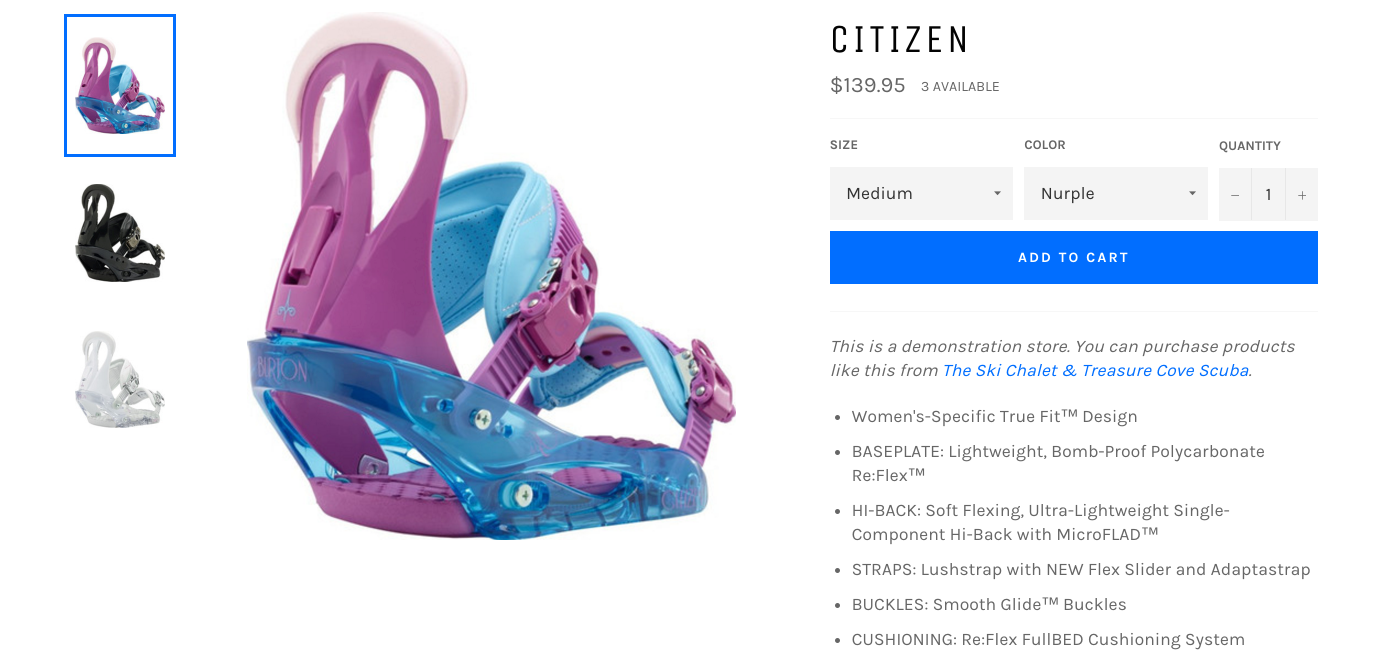 CITIZEN
$139.95 3 AVAILABLE
SIZE COLOR QUANTITY
Medium Nurple − 1 +
ADD TO CART
This is a demonstration store. You can purchase products
like this from The Ski Chalet & Treasure Cove Scuba.
• Women's-Specific True Fit™ Design
• BASEPLATE: Lightweight, Bomb-Proof Polycarbonate
Re:Flex™
• HI-BACK: Soft Flexing, Ultra-Lightweight Single-
Component Hi-Back with MicroFLAD™
• STRAPS: Lushstrap with NEW Flex Slider and Adaptastrap
• BUCKLES: Smooth Glide™ Buckles
• CUSHIONING: Re:Flex FullBED Cushioning System
BURTON